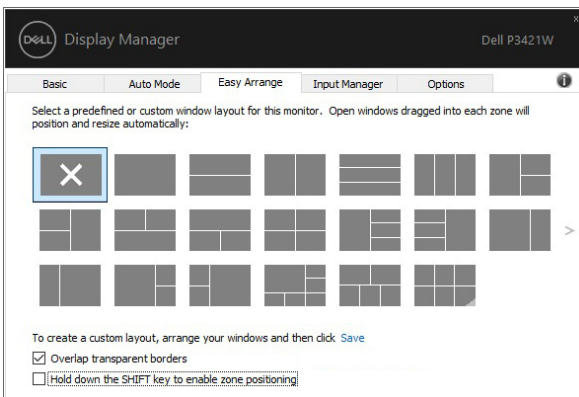 DELL Display Manager Dell P3421W
Basic Auto Mode Easy Arrange Input Manager Options
Select a predefined or custom window layout for this monitor. Open windows dragged into each zone will
position and resize automatically:
To create a custom layout, arrange your windows and then click Save
Overlap transparent borders
Hold down the SHIFT key to enable zone positioning